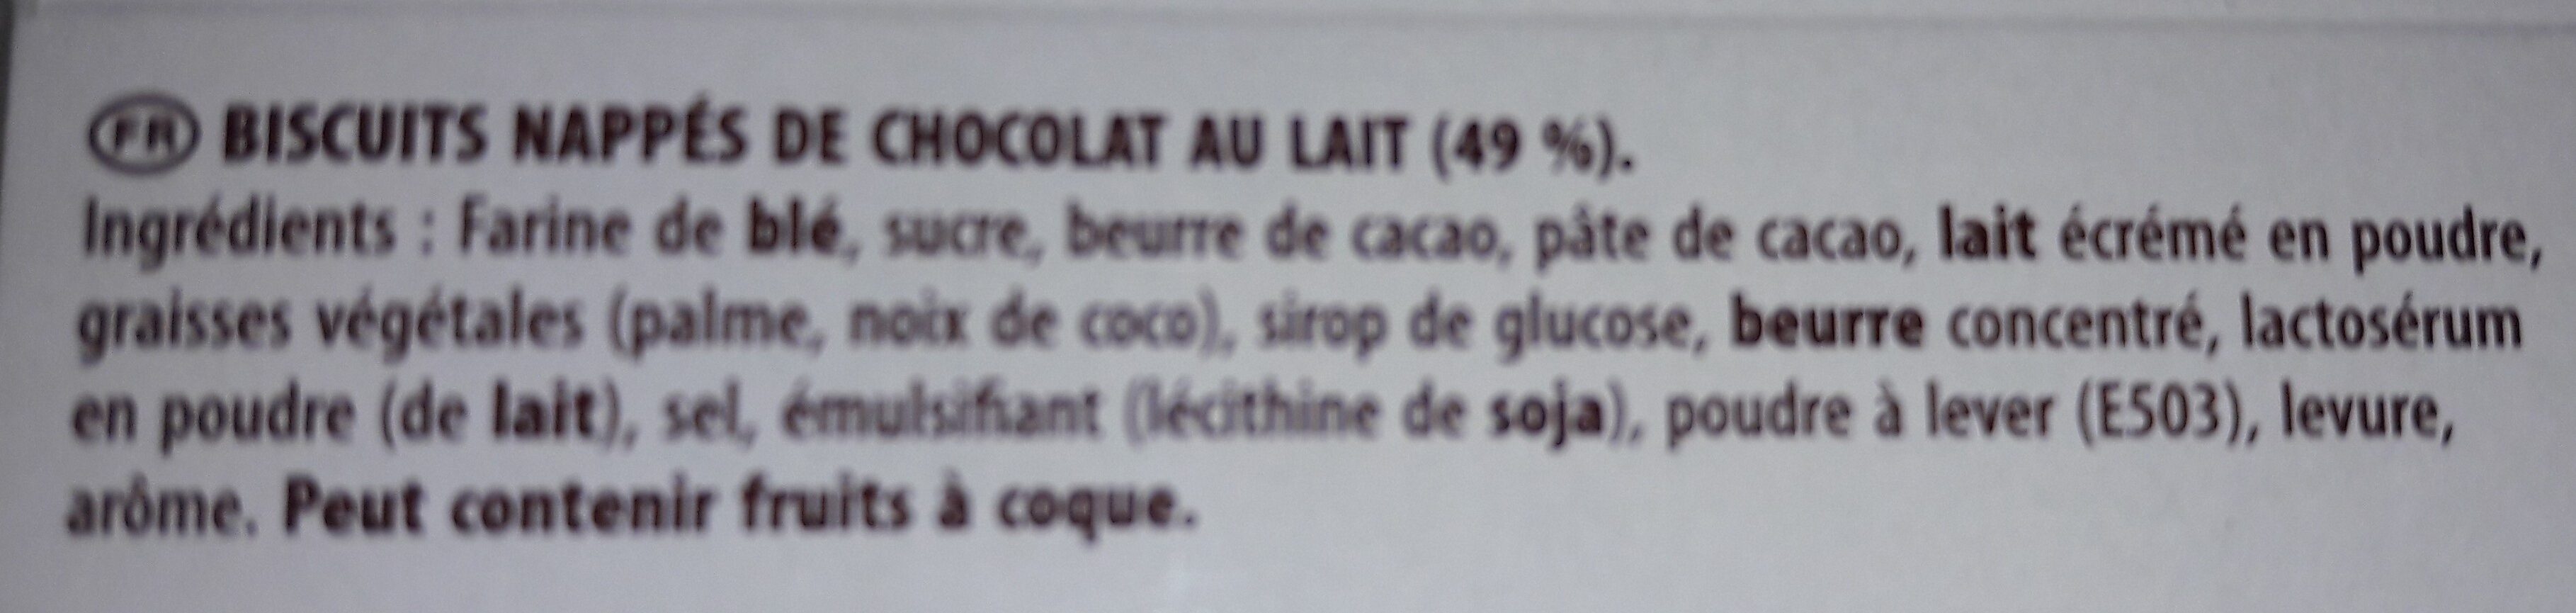 FR BISCUITS NAPPÉS DE CHOCOLAT AU LAIT (49 %).
Ingrédients : Farine de blé, sucre, beurre de cacao, pâte de cacao, lait écrémé en poudre,
graisses végétales (palme, noix de coco), sirop de glucose, beurre concentré, lactosérum
en poudre (de lait), sel, émulsifiant (lécithine de soja), poudre à lever (E503), levure,
arôme. Peut contenir fruits à coque.